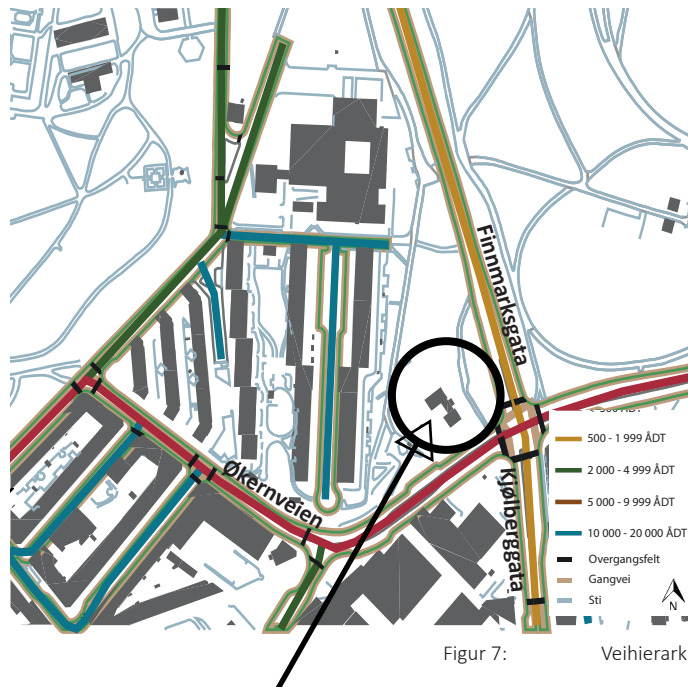 Finnmarksgata
Økernveien
Kjølberggata
500 - 1 999 ÅDT
2 000 - 4 999 ÅDT
5 000 - 9 999 ÅDT
10 000 - 20 000 ÅDT
Overgangsfelt
Gangvei
Sti
N
Figur 7: Veihierark